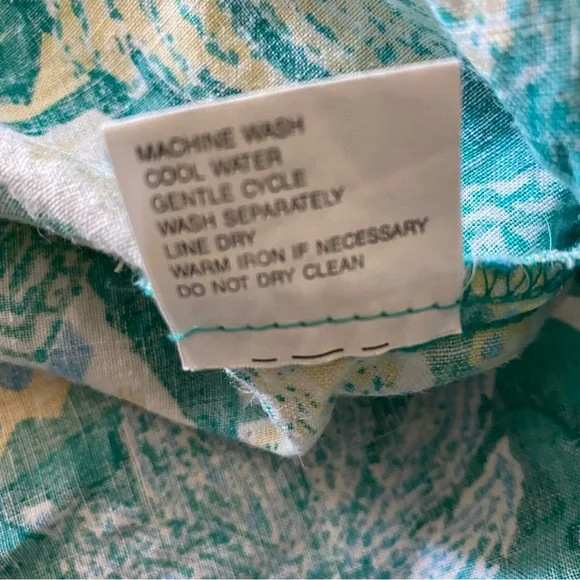 MACHINE WASH
COOL WATER
GENTLE CYCLE
WASH SEPARATELY
LINE DRY
WARM IRON IF NECESSARY
DO NOT DRY CLEAN